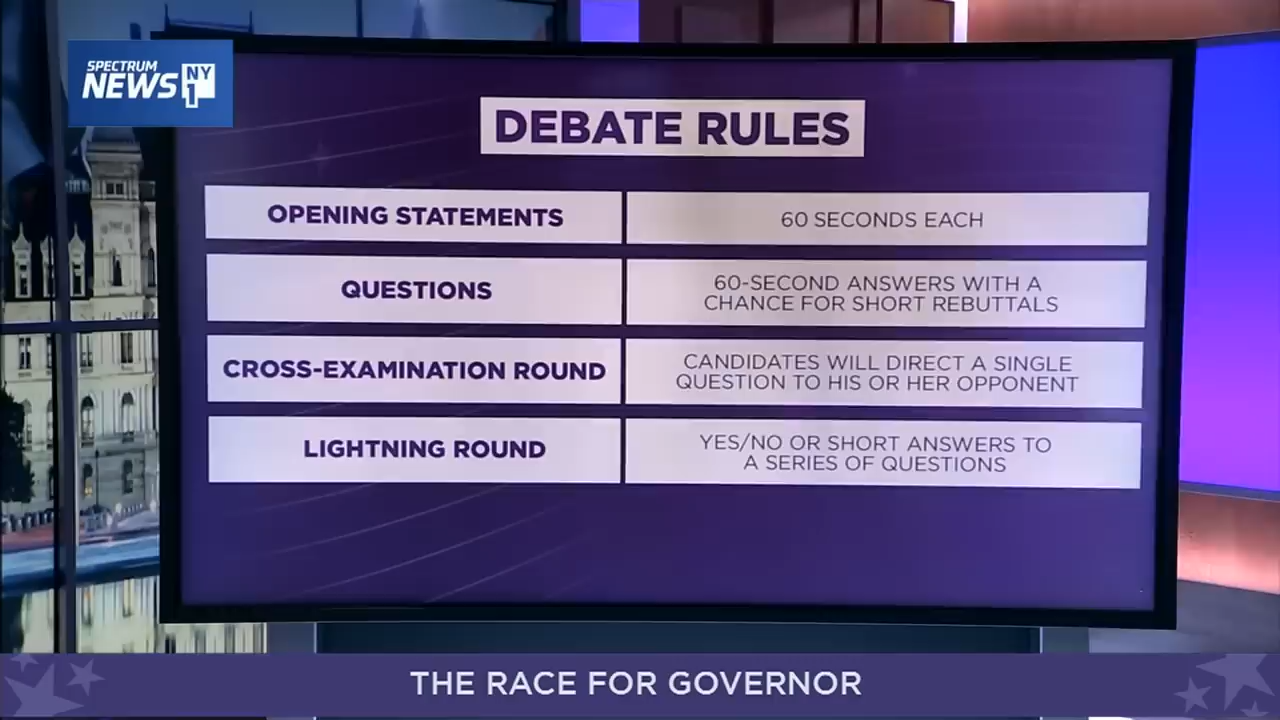 SPECTRUM
NEWS NY
1
DEBATE RULES
OPENING STATEMENTS
60 SECONDS EACH
QUESTIONS
60-SECOND ANSWERS WITH A
CHANCE FOR SHORT REBUTTALS
CROSS-EXAMINATION ROUND
CANDIDATES WILL DIRECT A SINGLE
QUESTION TO HIS OR HER OPPONENT
LIGHTNING ROUND
YES/NO OR SHORT ANSWERS TO
A SERIES OF QUESTIONS
THE RACE FOR GOVERNOR